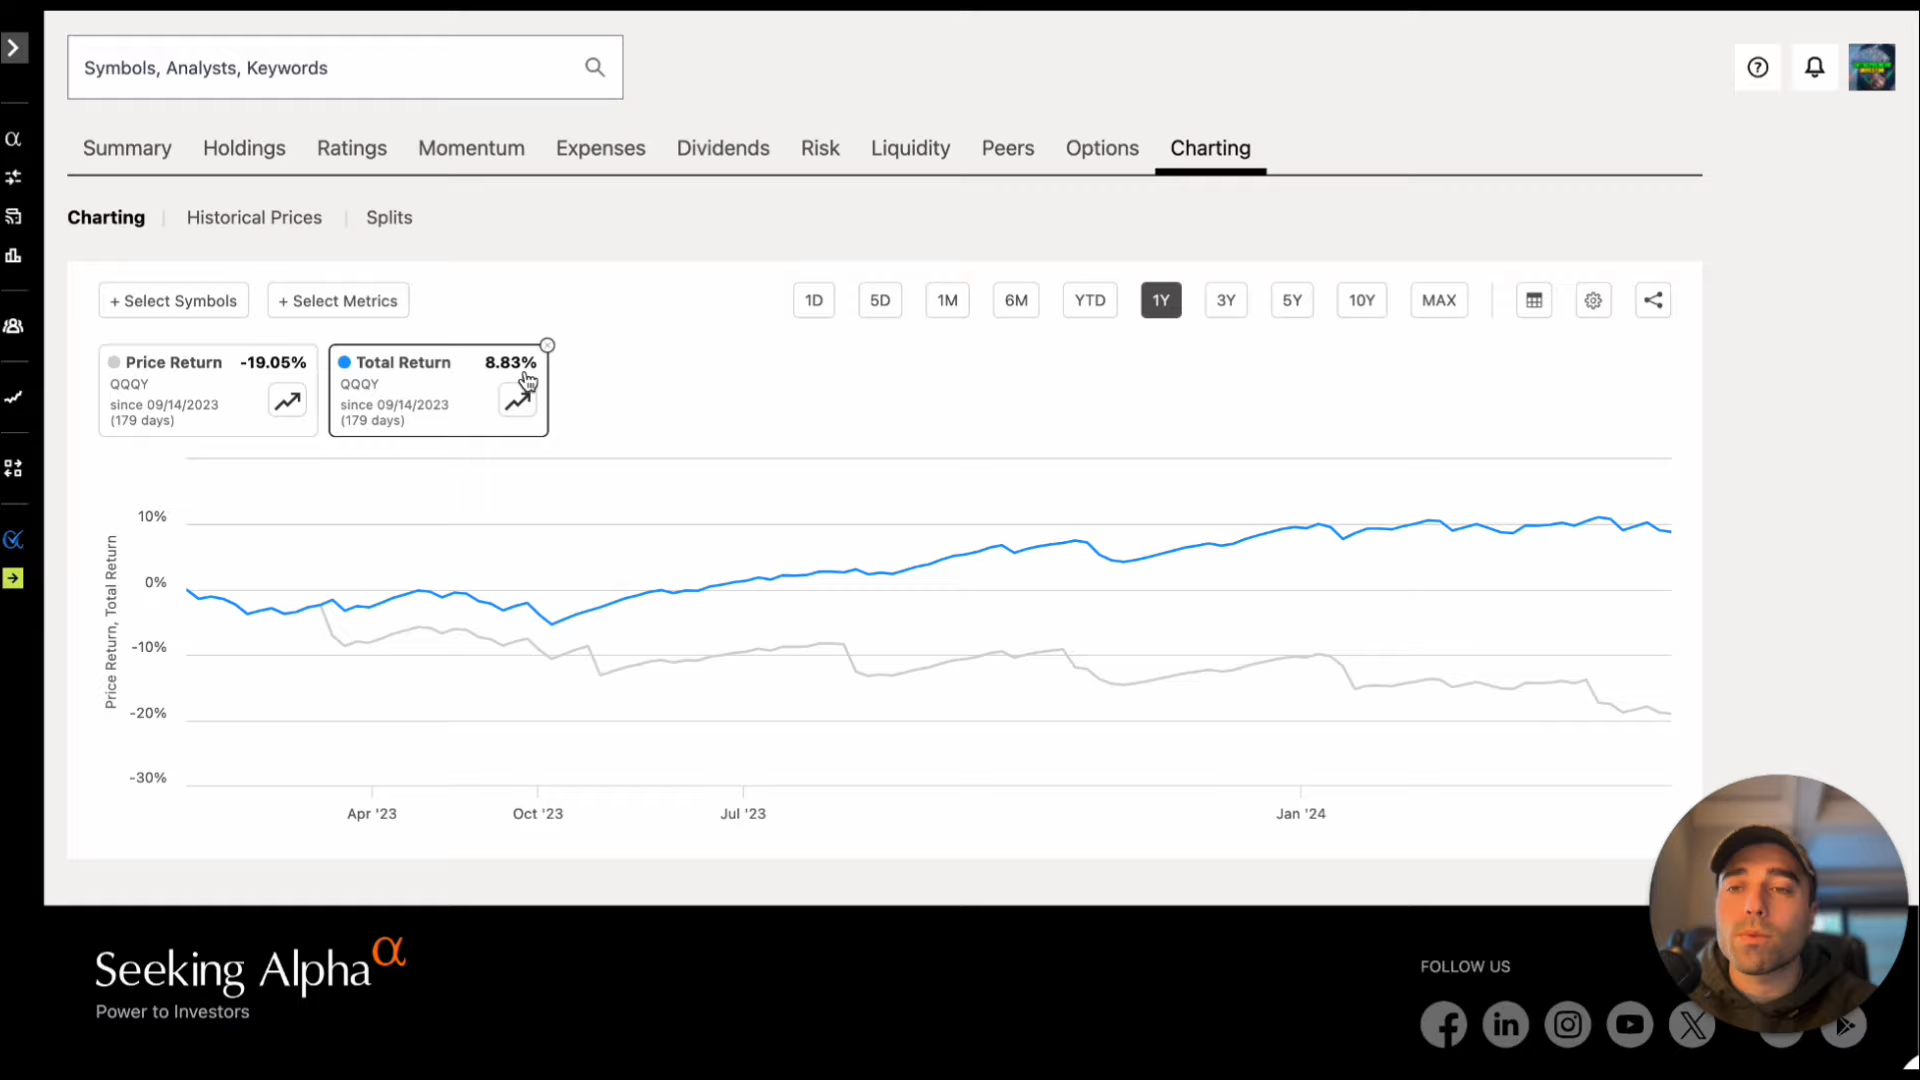 Symbols, Analysts, Keywords
Summary Holdings Ratings Momentum Expenses Dividends Risk Liquidity Peers Options Charting
Charting Historical Prices Splits
+ Select Symbols + Select Metrics 1D 5D 1M 6M YTD 1Y 3Y 5Y 10Y MAX
Price Return -19.05%
QQQY
since 09/14/2023
(179 days)
Total Return 8.83%
QQQY
since 09/14/2023
(179 days)
Price Return, Total Return
10%
0%
-10%
-20%
-30%
Apr '23 Oct '23 Jul '23 Jan '24
Seeking Alpha α
Power to Investors
FOLLOW US